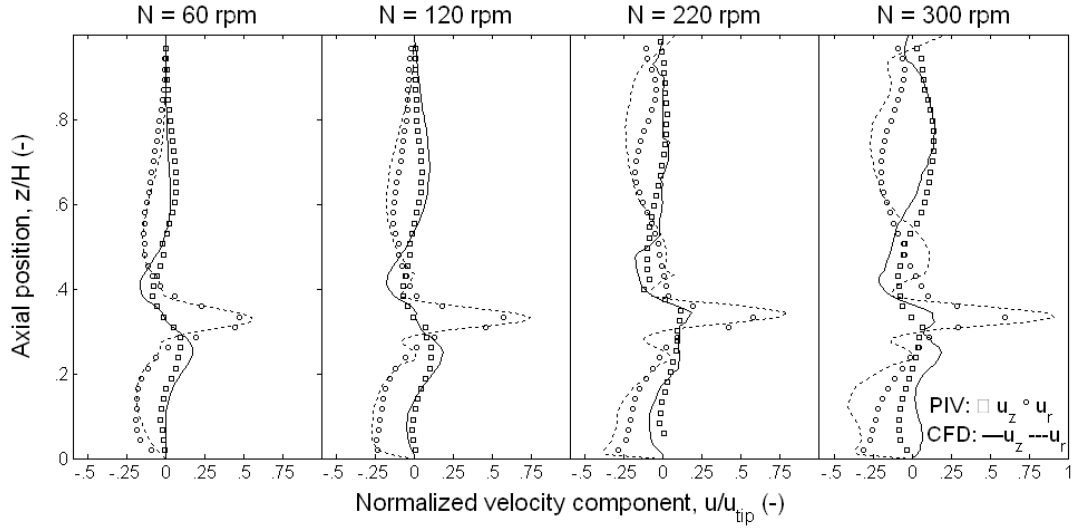 N = 60 rpm N = 120 rpm N = 220 rpm N = 300 rpm
Axial position, z/H (-)
.8
.6
.4
.2
0
-.5 -.25 0 .25 .5 .75 -.5 -.25 0 .25 .5 .75 -.5 -.25 0 .25 .5 .75 -.5 -.25 0 .25 .5 .75 1
PIV: □ u_z ○ u_r
CFD: —u_z ---u_r
Normalized velocity component, u/u_tip (-)